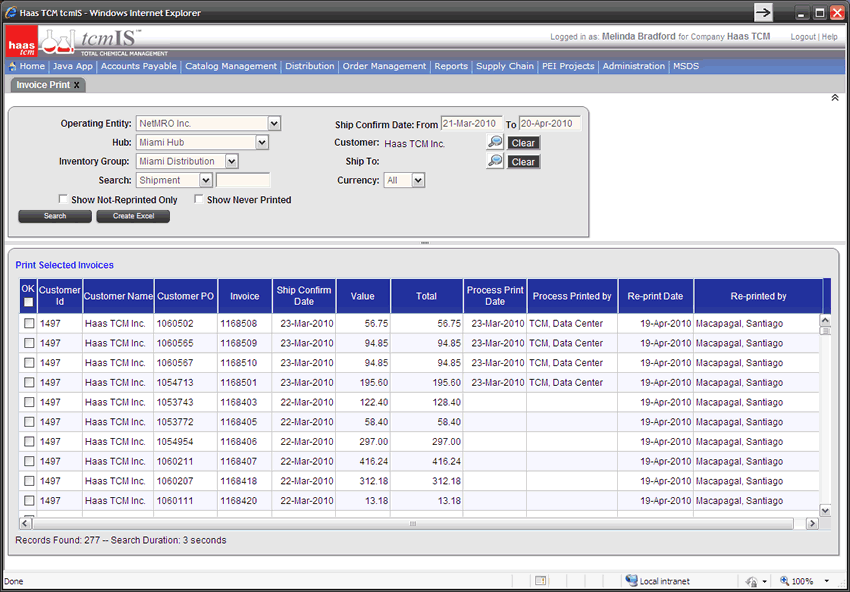 Haas TCM tcmIS - Windows Internet Explorer
haas tcm
tcmIS™
TOTAL CHEMICAL MANAGEMENT
Logged in as: Melinda Bradford for Company Haas TCM
Logout | Help
Home | Java App | Accounts Payable | Catalog Management | Distribution | Order Management | Reports | Supply Chain | PEI Projects | Administration | MSDS
Invoice Print x
Operating Entity: NetMRO Inc. Ship Confirm Date: From 21-Mar-2010 To 20-Apr-2010
Hub: Miami Hub Customer: Haas TCM Inc. Clear
Inventory Group: Miami Distribution Ship To: Clear
Search: Shipment Currency: All
Show Not-Reprinted Only Show Never Printed
Search Create Excel
Print Selected Invoices
OK Customer Id Customer Name Customer PO Invoice Ship Confirm Date Value Total Process Print Date Process Printed by Re-print Date Re-printed by
1497 Haas TCM Inc. 1060502 1168508 23-Mar-2010 56.75 56.75 23-Mar-2010 TCM, Data Center 19-Apr-2010 Macapagal, Santiago
1497 Haas TCM Inc. 1060565 1168509 23-Mar-2010 94.85 94.85 23-Mar-2010 TCM, Data Center 19-Apr-2010 Macapagal, Santiago
1497 Haas TCM Inc. 1060567 1168510 23-Mar-2010 94.85 94.85 23-Mar-2010 TCM, Data Center 19-Apr-2010 Macapagal, Santiago
1497 Haas TCM Inc. 1054713 1168501 23-Mar-2010 195.60 195.60 23-Mar-2010 TCM, Data Center 19-Apr-2010 Macapagal, Santiago
1497 Haas TCM Inc. 1053743 1168403 22-Mar-2010 122.40 128.40 19-Apr-2010 Macapagal, Santiago
1497 Haas TCM Inc. 1053772 1168405 22-Mar-2010 58.40 58.40 19-Apr-2010 Macapagal, Santiago
1497 Haas TCM Inc. 1054954 1168406 22-Mar-2010 297.00 297.00 19-Apr-2010 Macapagal, Santiago
1497 Haas TCM Inc. 1060211 1168407 22-Mar-2010 416.24 416.24 19-Apr-2010 Macapagal, Santiago
1497 Haas TCM Inc. 1060207 1168418 22-Mar-2010 312.18 312.18 19-Apr-2010 Macapagal, Santiago
1497 Haas TCM Inc. 1060111 1168420 22-Mar-2010 13.18 13.18 19-Apr-2010 Macapagal, Santiago
Records Found: 277 -- Search Duration: 3 seconds
Done Local intranet 100%